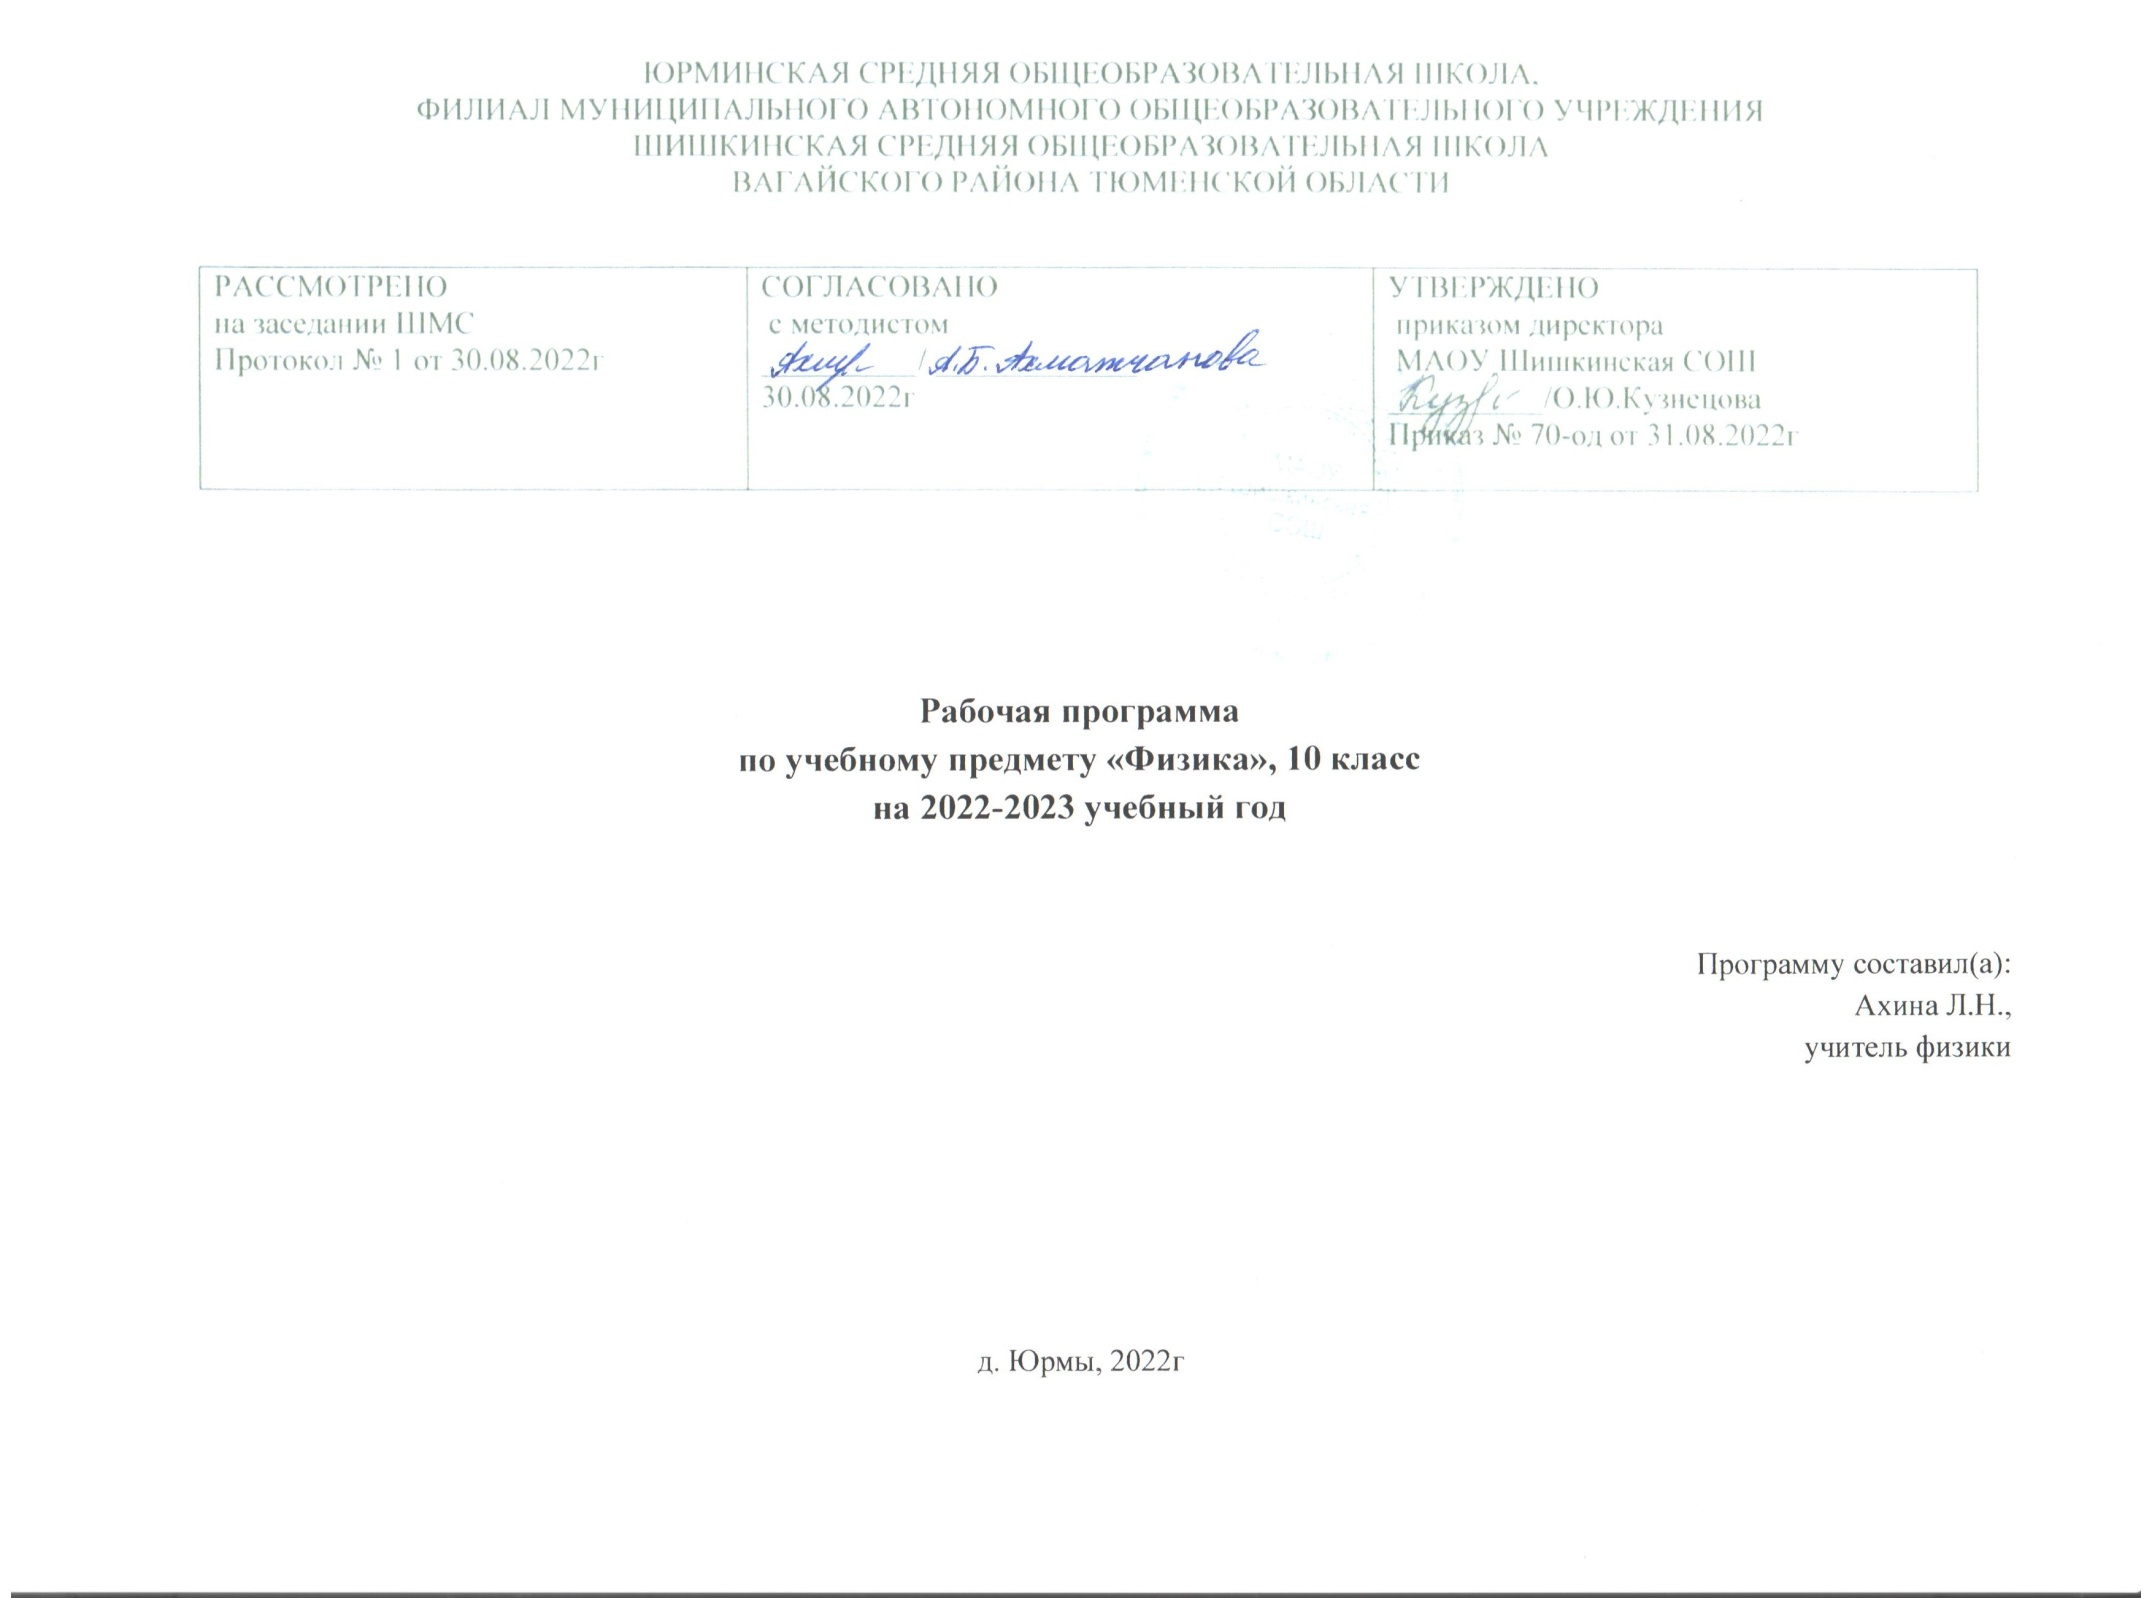 ЮРМИНСКАЯ СРЕДНЯЯ ОБЩЕОБРАЗОВАТЕЛЬНАЯ ШКОЛА,
ФИЛИАЛ МУНИЦИПАЛЬНОГО АВТОНОМНОГО ОБЩЕОБРАЗОВАТЕЛЬНОГО УЧРЕЖДЕНИЯ
ШИШКИНСКАЯ СРЕДНЯЯ ОБЩЕОБРАЗОВАТЕЛЬНАЯ ШКОЛА
ВАГАЙСКОГО РАЙОНА ТЮМЕНСКОЙ ОБЛАСТИ
РАССМОТРЕНО
на заседании ШМС
Протокол № 1 от 30.08.2022г
СОГЛАСОВАНО
с методистом
/ А.Б. Ахматчанова
30.08.2022г
УТВЕРЖДЕНО
приказом директора
МАОУ Шишкинская СОШ
/О.Ю.Кузнецова
Приказ № 70-од от 31.08.2022г
СОШ
Рабочая программа
по учебному предмету «Физика», 10 класс
на 2022-2023 учебный год
Программу составил(а):
Ахина Л.Н.,
учитель физики
д. Юрмы, 2022г